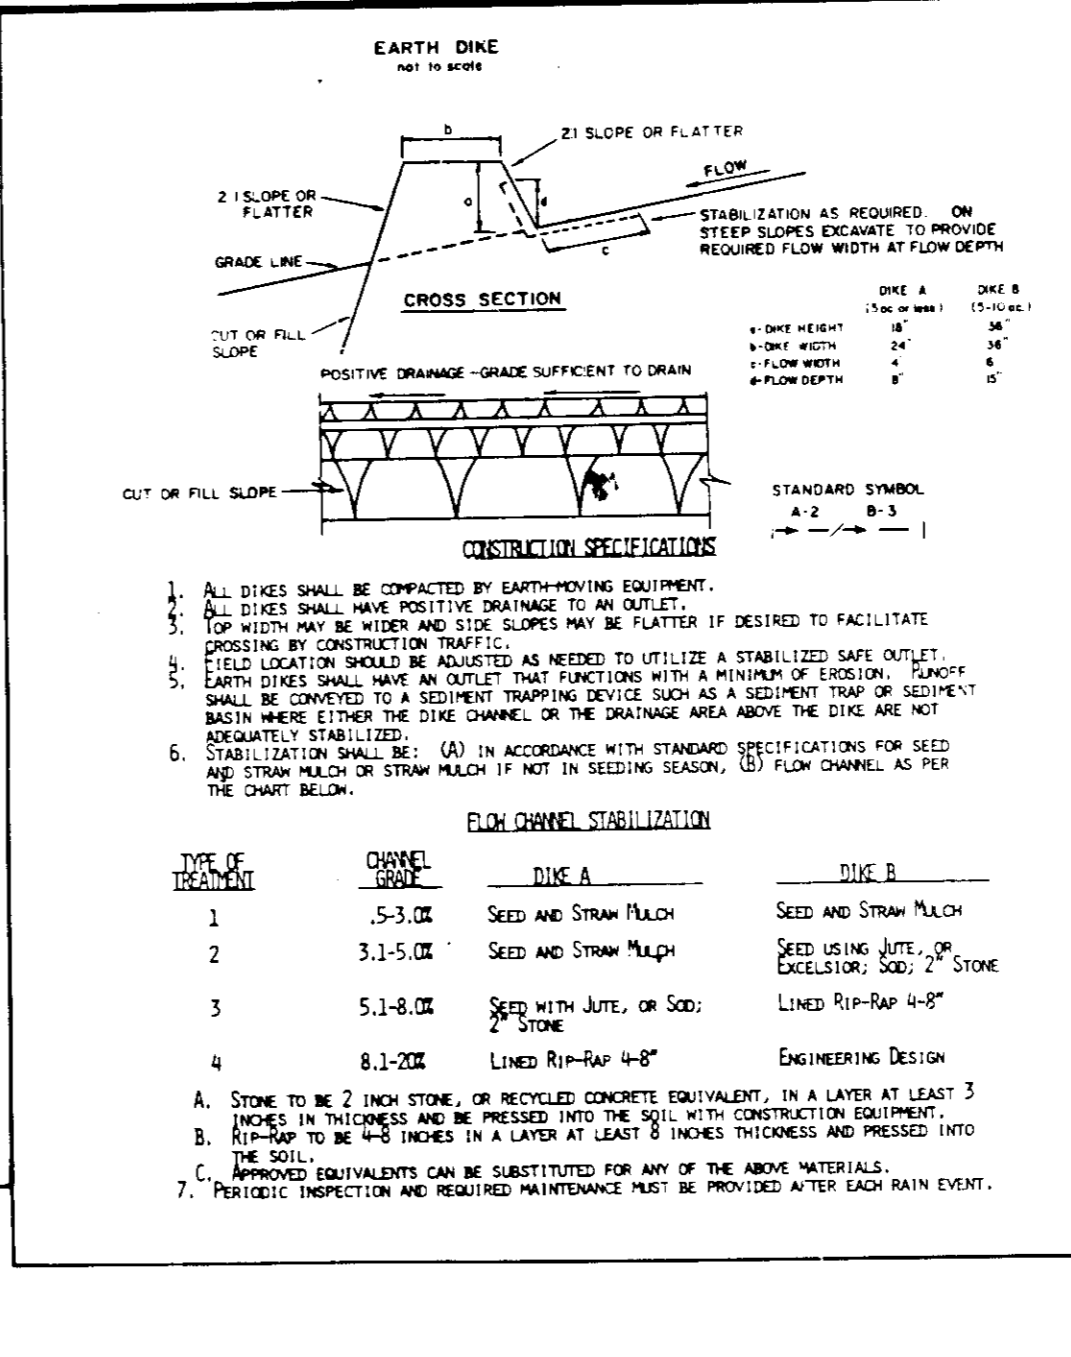 EARTH DIKE
not to scale
b
2:1 SLOPE OR FLATTER
FLOW
2:1 SLOPE OR
FLATTER
a
d
STABILIZATION AS REQUIRED. ON
STEEP SLOPES EXCAVATE TO PROVIDE
REQUIRED FLOW WIDTH AT FLOW DEPTH
c
GRADE LINE
CROSS SECTION
CUT OR FILL
SLOPE
DIKE A DIKE B
(5 ac or less) (5-10 ac.)
a-DIKE HEIGHT 18" 36"
b-DIKE WIDTH 24" 36"
c-FLOW WIDTH 4' 6'
d-FLOW DEPTH 8" 15"
POSITIVE DRAINAGE-GRADE SUFFICIENT TO DRAIN
CUT OR FILL SLOPE
STANDARD SYMBOL
A-2 B-3
CONSTRUCTION SPECIFICATIONS
1. ALL DIKES SHALL BE COMPACTED BY EARTH-MOVING EQUIPMENT.
2. ALL DIKES SHALL HAVE POSITIVE DRAINAGE TO AN OUTLET.
3. TOP WIDTH MAY BE WIDER AND SIDE SLOPES MAY BE FLATTER IF DESIRED TO FACILITATE
CROSSING BY CONSTRUCTION TRAFFIC.
4. FIELD LOCATION SHOULD BE ADJUSTED AS NEEDED TO UTILIZE A STABILIZED SAFE OUTLET.
5. EARTH DIKES SHALL HAVE AN OUTLET THAT FUNCTIONS WITH A MINIMUM OF EROSION. RUNOFF
SHALL BE CONVEYED TO A SEDIMENT TRAPPING DEVICE SUCH AS A SEDIMENT TRAP OR SEDIMENT
BASIN WHERE EITHER THE DIKE CHANNEL OR THE DRAINAGE AREA ABOVE THE DIKE ARE NOT
ADEQUATELY STABILIZED.
6. STABILIZATION SHALL BE: (A) IN ACCORDANCE WITH STANDARD SPECIFICATIONS FOR SEED
AND STRAW MULCH OR STRAW MULCH IF NOT IN SEEDING SEASON, (B) FLOW CHANNEL AS PER
THE CHART BELOW.
FLOW CHANNEL STABILIZATION
TYPE OF TREATMENT CHANNEL GRADE DIKE A DIKE B
1 .5-3.0% SEED AND STRAW MULCH SEED AND STRAW MULCH
2 3.1-5.0% SEED AND STRAW MULCH SEED USING JUTE, OR
EXCELSIOR; SOD; 2" STONE
3 5.1-8.0% SEED WITH JUTE, OR SOD; LINED RIP-RAP 4-8"
2" STONE
4 8.1-20% LINED RIP-RAP 4-8" ENGINEERING DESIGN
A. STONE TO BE 2 INCH STONE, OR RECYCLED CONCRETE EQUIVALENT, IN A LAYER AT LEAST 3
INCHES IN THICKNESS AND BE PRESSED INTO THE SOIL WITH CONSTRUCTION EQUIPMENT.
B. RIP-RAP TO BE 4-8 INCHES IN A LAYER AT LEAST 8 INCHES THICKNESS AND PRESSED INTO
THE SOIL.
C. APPROVED EQUIVALENTS CAN BE SUBSTITUTED FOR ANY OF THE ABOVE MATERIALS.
7. PERIODIC INSPECTION AND REQUIRED MAINTENANCE MUST BE PROVIDED AFTER EACH RAIN EVENT.